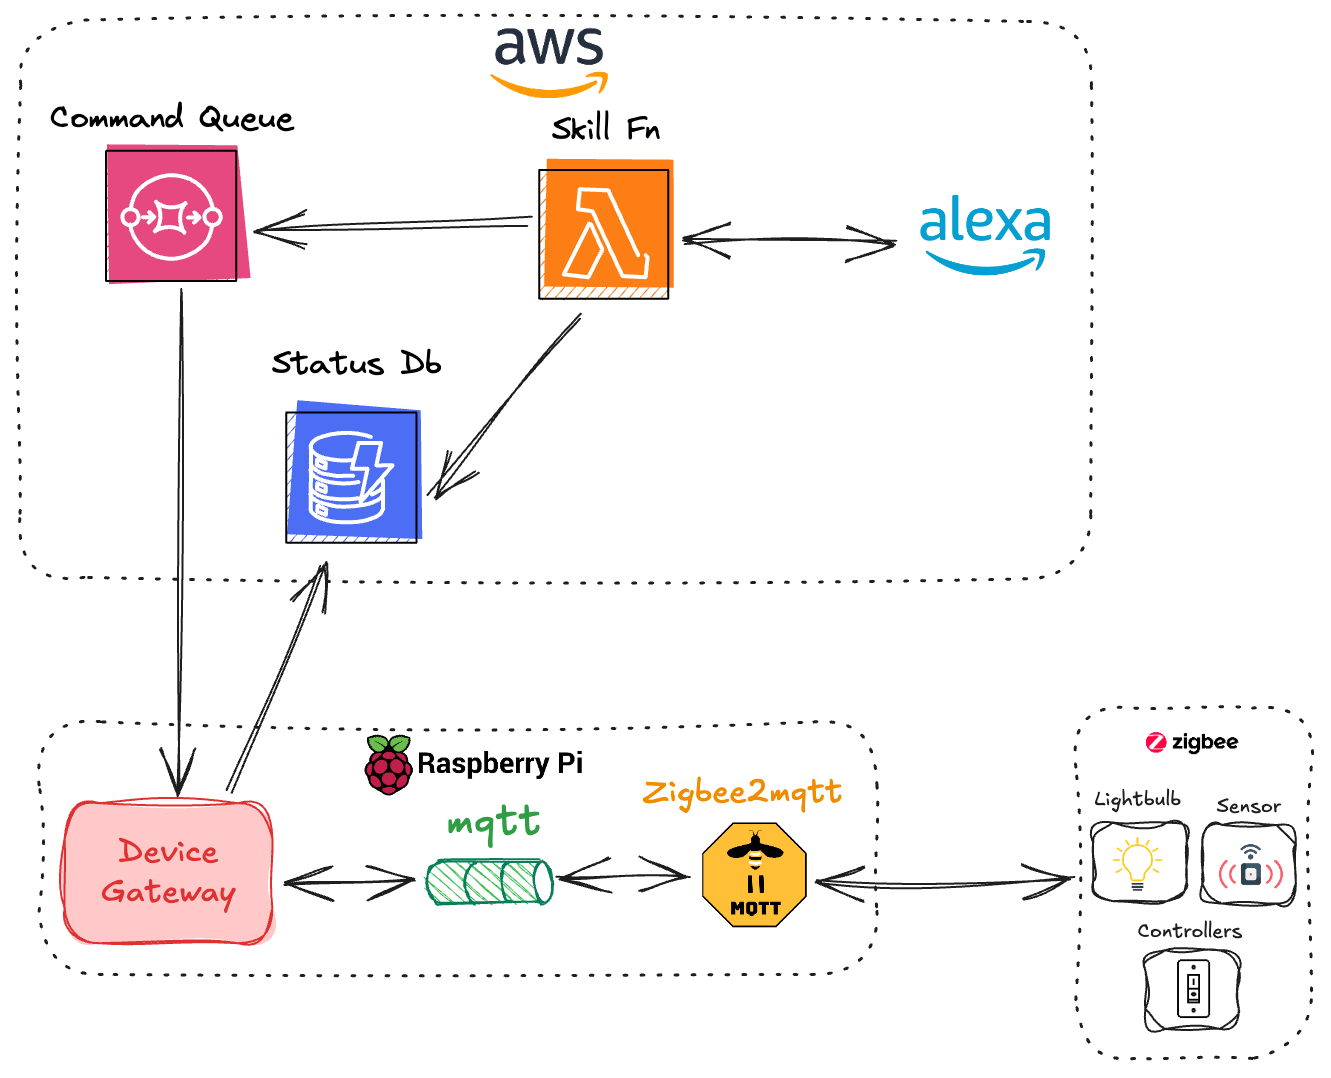 aws
Command Queue
Skill Fn
alexa
Status Db
Raspberry Pi
zigbee
mqtt
Zigbee2mqtt
Lightbulb
Sensor
Device
Gateway
MQTT
Controllers